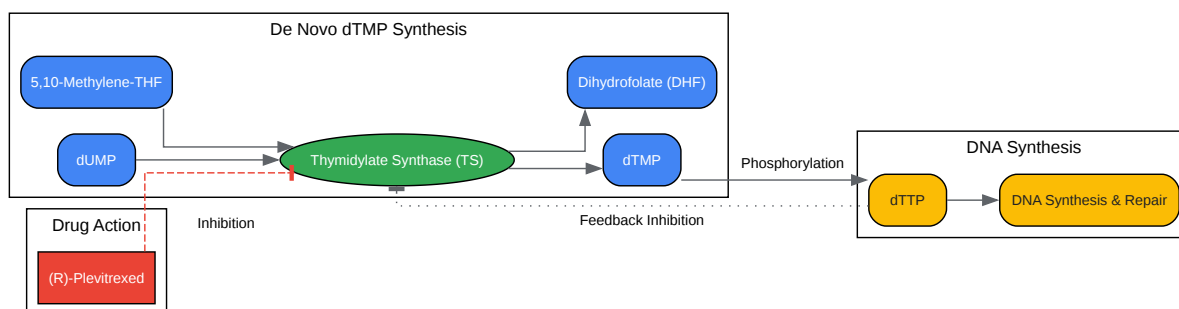 De Novo dTMP Synthesis
5,10-Methylene-THF
Dihydrofolate (DHF)
dUMP
Thymidylate Synthase (TS)
dTMP
Phosphorylation
DNA Synthesis
dTTP
DNA Synthesis & Repair
Drug Action
Inhibition
Feedback Inhibition
(R)-Plevitrexed